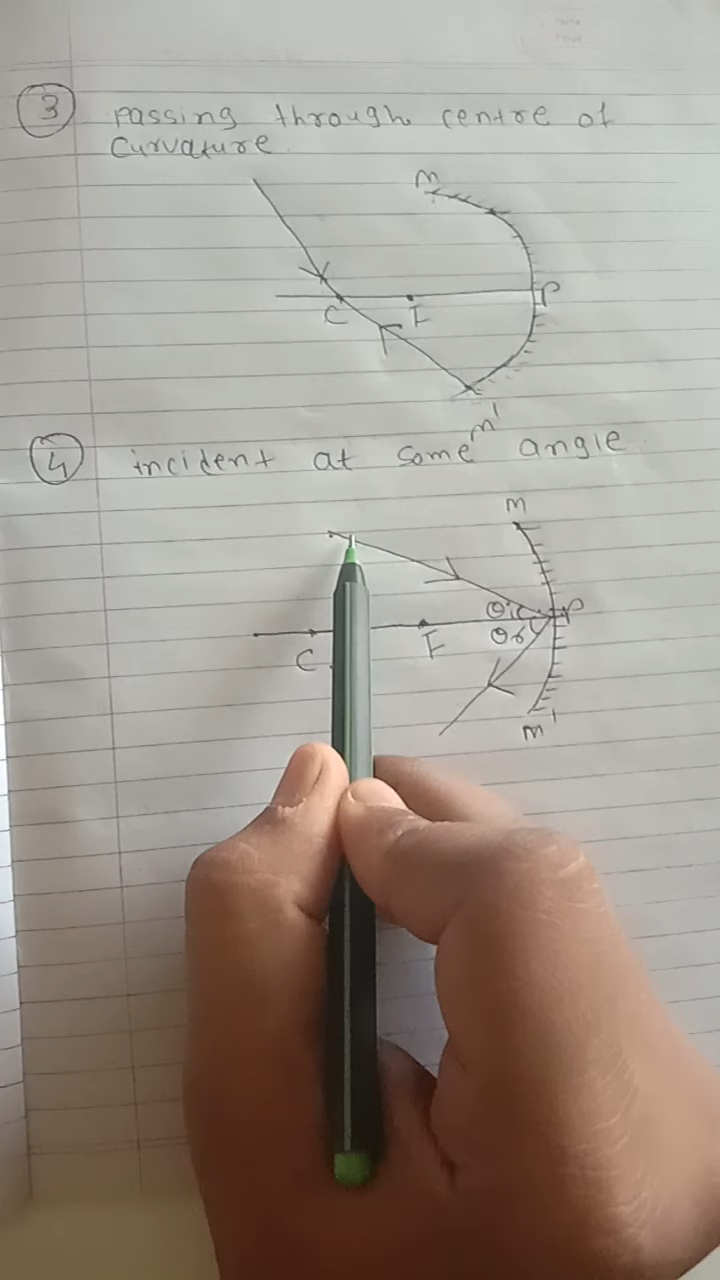 3 passing through centre of
curvature.
M
C F P
M'
4 incident at some angle.
M
θi P
C F θr
M'